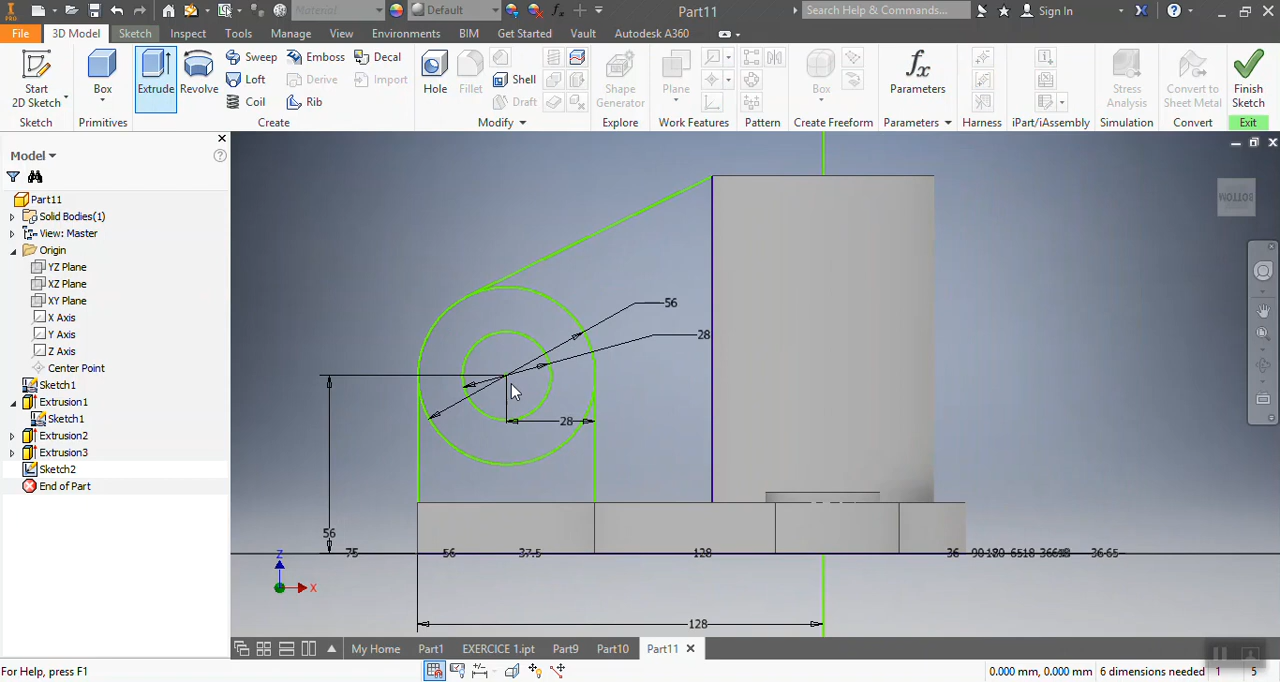 Material
Default
Part11
Search Help & Commands...
Sign In
PRO
File
3D Model
Sketch
Inspect
Tools
Manage
View
Environments
BIM
Get Started
Vault
Autodesk A360
Start
2D Sketch
Box
Extrude
Revolve
Sweep
Loft
Coil
Emboss
Derive
Rib
Decal
Import
Hole
Fillet
Shell
Draft
Shape
Generator
Plane
Box
fx
Parameters
Stress
Analysis
Convert to
Sheet Metal
Finish
Sketch
Sketch
Primitives
Create
Modify
Explore
Work Features
Pattern
Create Freeform
Parameters
Harness
iPart/iAssembly
Simulation
Convert
Exit
Model
Part11
Solid Bodies(1)
View: Master
Origin
YZ Plane
XZ Plane
XY Plane
X Axis
Y Axis
Z Axis
Center Point
Sketch1
Extrusion1
Sketch1
Extrusion2
Extrusion3
Sketch2
End of Part
BOTTOM
56
28
28
56
75
56
37.5
128
36
128
Z
X
My Home
Part1
EXERCICE 1.ipt
Part9
Part10
Part11
For Help, press F1
0.000 mm, 0.000 mm
6 dimensions needed
1
5